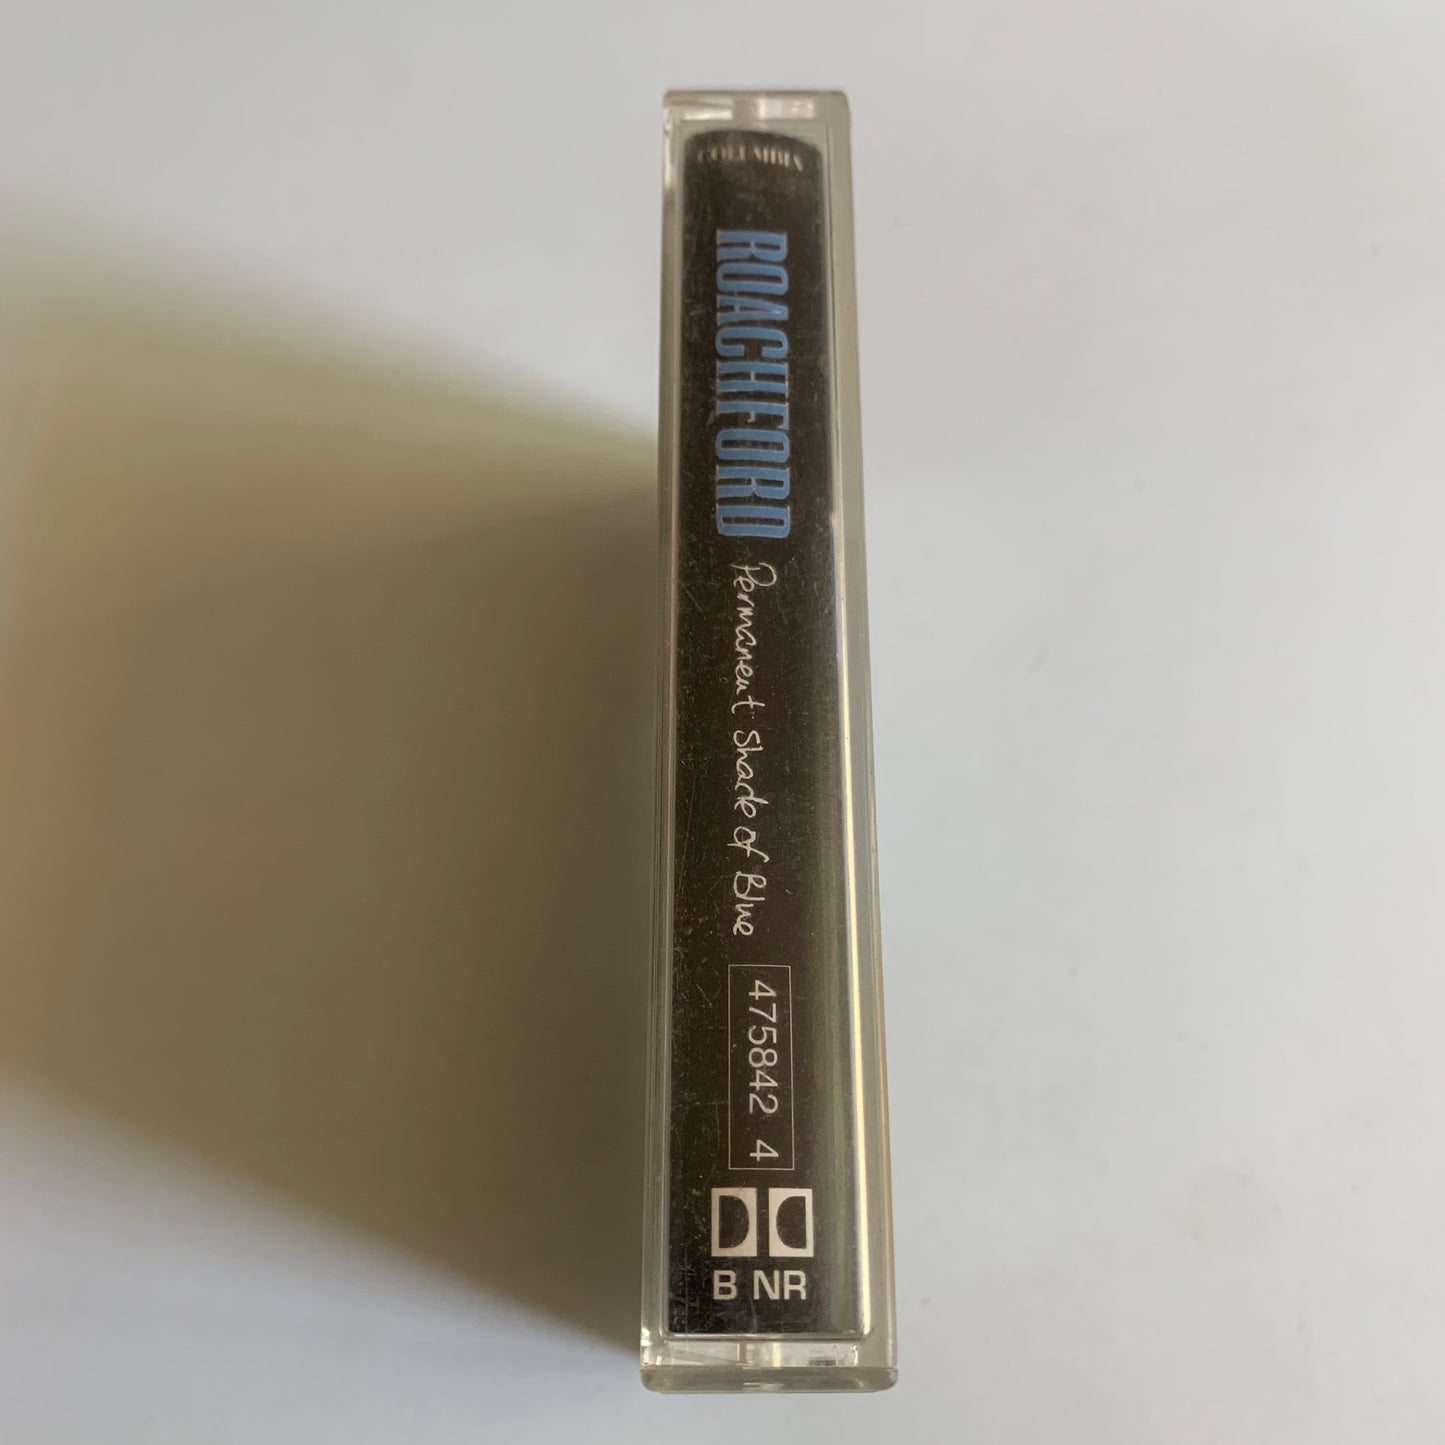 COLUMBIA
ROACHFORD
Permanent Shade of Blue
475842 4
B NR